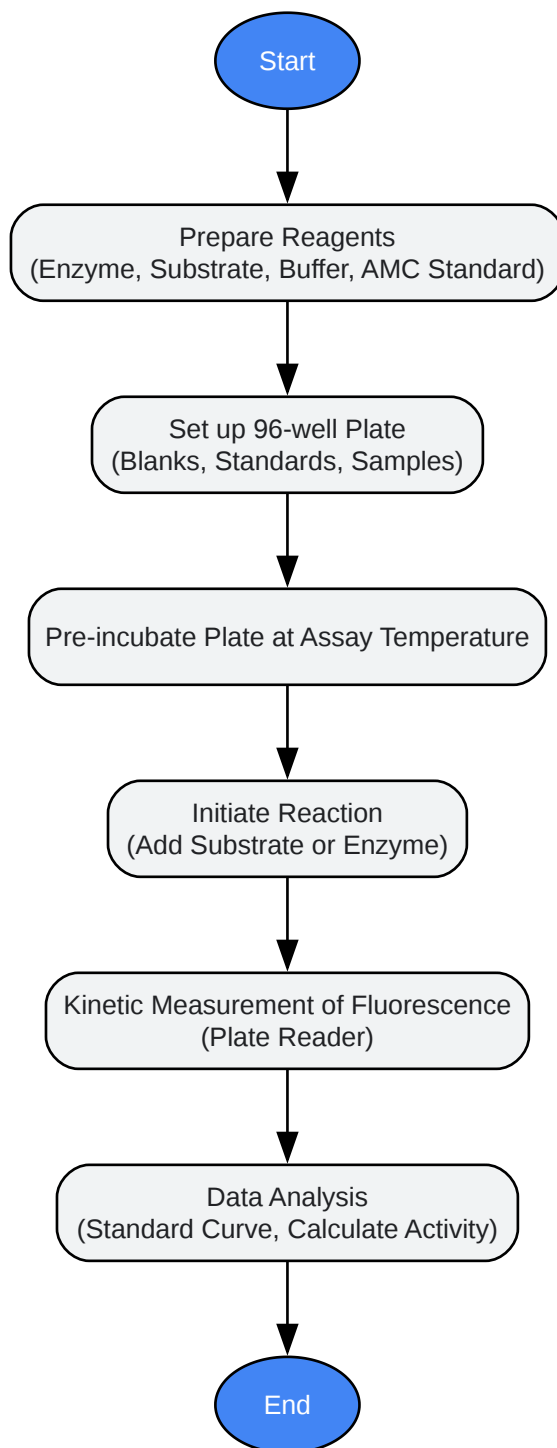 Start
Prepare Reagents
(Enzyme, Substrate, Buffer, AMC Standard)
Set up 96-well Plate
(Blanks, Standards, Samples)
Pre-incubate Plate at Assay Temperature
Initiate Reaction
(Add Substrate or Enzyme)
Kinetic Measurement of Fluorescence
(Plate Reader)
Data Analysis
(Standard Curve, Calculate Activity)
End